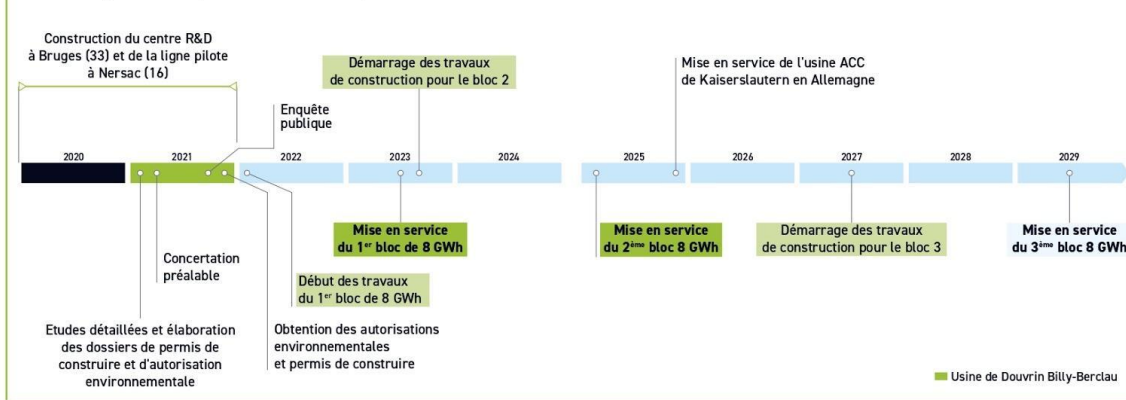 Construction du centre R&D
à Bruges (33) et de la ligne pilote
à Nersac (16)
Démarrage des travaux
de construction pour le bloc 2
Mise en service de l'usine ACC
de Kaiserslautern en Allemagne
Enquête
publique
2020
2021
2022
2023
2024
2025
2026
2027
2028
2029
Mise en service
du 1er bloc de 8 GWh
Mise en service
du 2ème bloc 8 GWh
Démarrage des travaux
de construction pour le bloc 3
Mise en service
du 3ème bloc 8 GWh
Concertation
préalable
Début des travaux
du 1er bloc de 8 GWh
Etudes détaillées et élaboration
des dossiers de permis de
construire et d'autorisation
environnementale
Obtention des autorisations
environnementales
et permis de construire
Usine de Douvrin Billy-Berclau